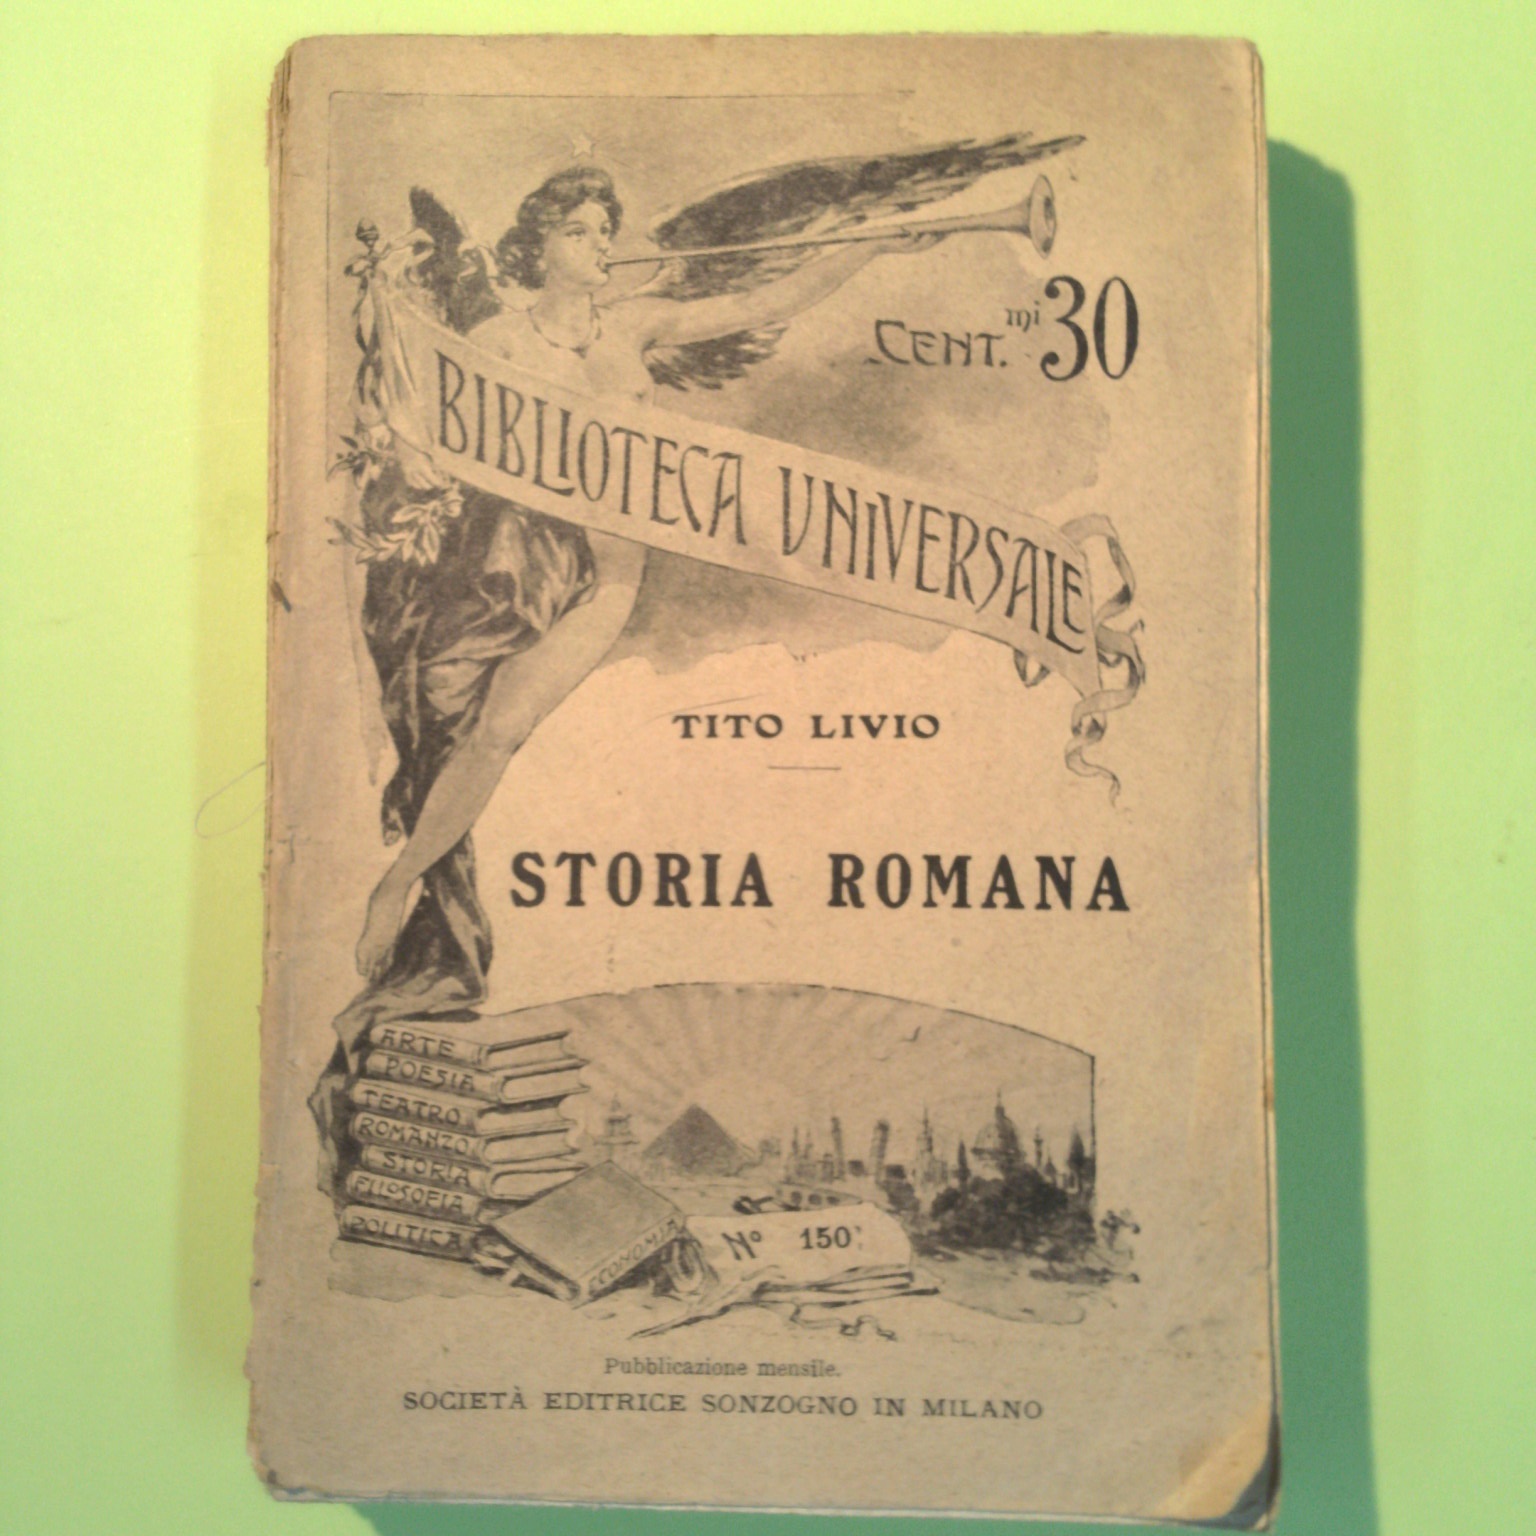 CENT.mi 30
BIBLIOTECA UNIVERSALE
TITO LIVIO
STORIA ROMANA
ARTE
POESIA
TEATRO
ROMANZO
STORIA
FILOSOFIA
POLITICA
ECONOMIA
Nº 150
Pubblicazione mensile.
SOCIETÀ EDITRICE SONZOGNO IN MILANO